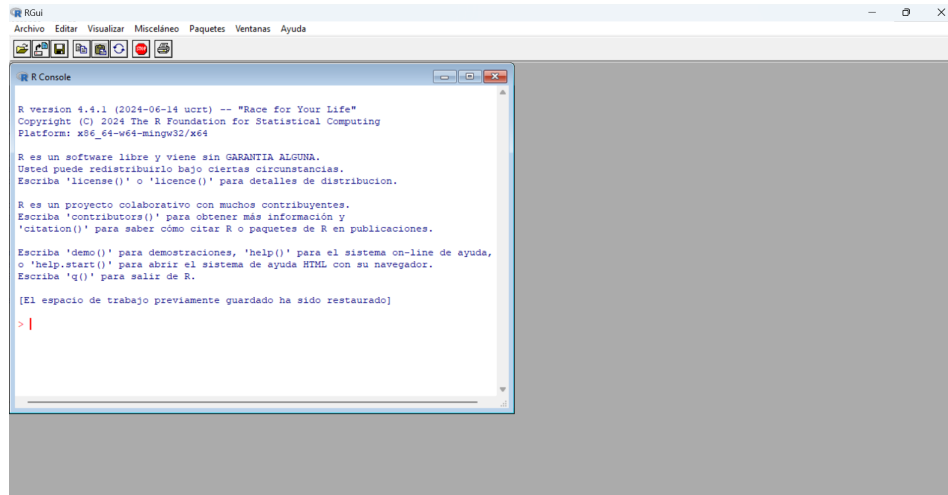 RGui
Archivo Editar Visualizar Misceláneo Paquetes Ventanas Ayuda
STOP
R Console
R version 4.4.1 (2024-06-14 ucrt) -- "Race for Your Life"
Copyright (C) 2024 The R Foundation for Statistical Computing
Platform: x86_64-w64-mingw32/x64
R es un software libre y viene sin GARANTIA ALGUNA.
Usted puede redistribuirlo bajo ciertas circunstancias.
Escriba 'license()' o 'licence()' para detalles de distribucion.
R es un proyecto colaborativo con muchos contribuyentes.
Escriba 'contributors()' para obtener más información y
'citation()' para saber cómo citar R o paquetes de R en publicaciones.
Escriba 'demo()' para demostraciones, 'help()' para el sistema on-line de ayuda,
o 'help.start()' para abrir el sistema de ayuda HTML con su navegador.
Escriba 'q()' para salir de R.
[El espacio de trabajo previamente guardado ha sido restaurado]
>